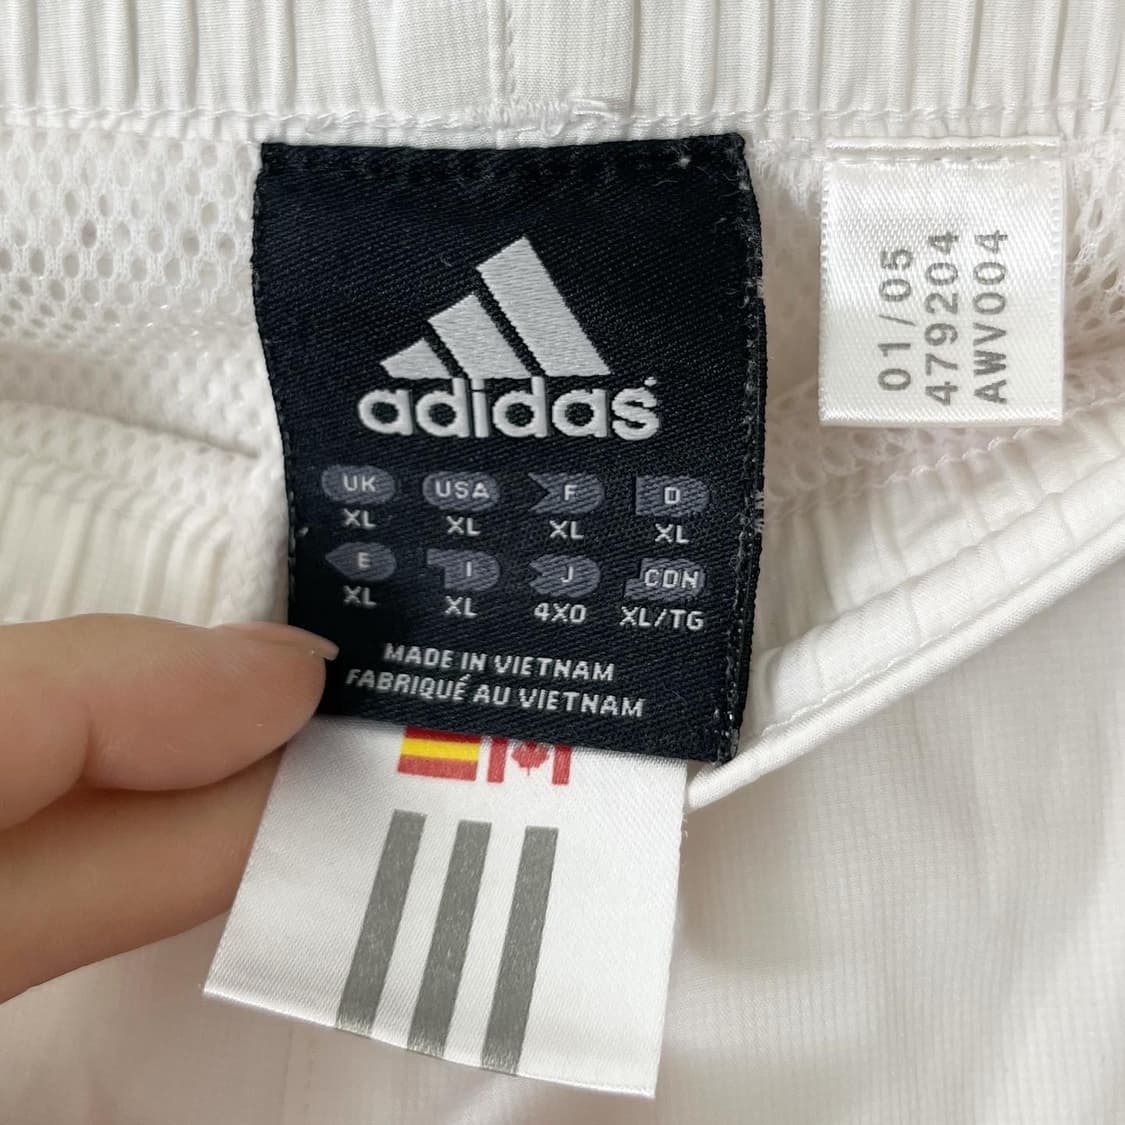 adidas
UK USA F D
XL XL XL XL
E I J CDN
XL XL 4XO XL/TG
MADE IN VIETNAM
FABRIQUÉ AU VIETNAM
01/05
479204
AWV004